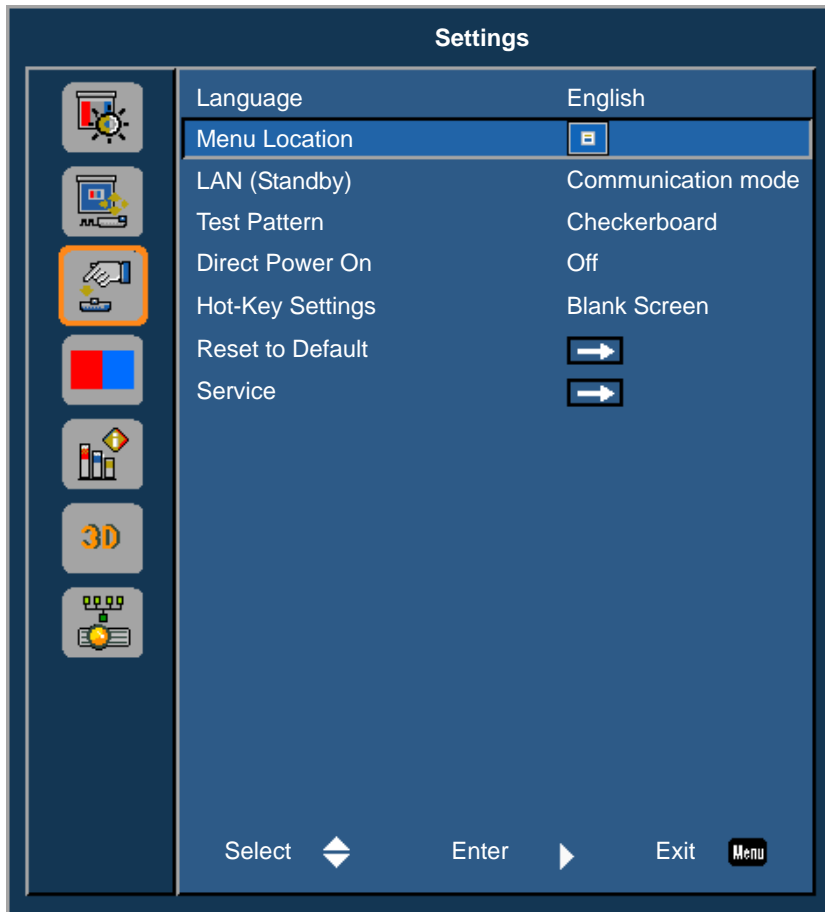 Settings
Language English
Menu Location
LAN (Standby) Communication mode
Test Pattern Checkerboard
Direct Power On Off
Hot-Key Settings Blank Screen
Reset to Default
Service
3D
Select Enter Exit Menu